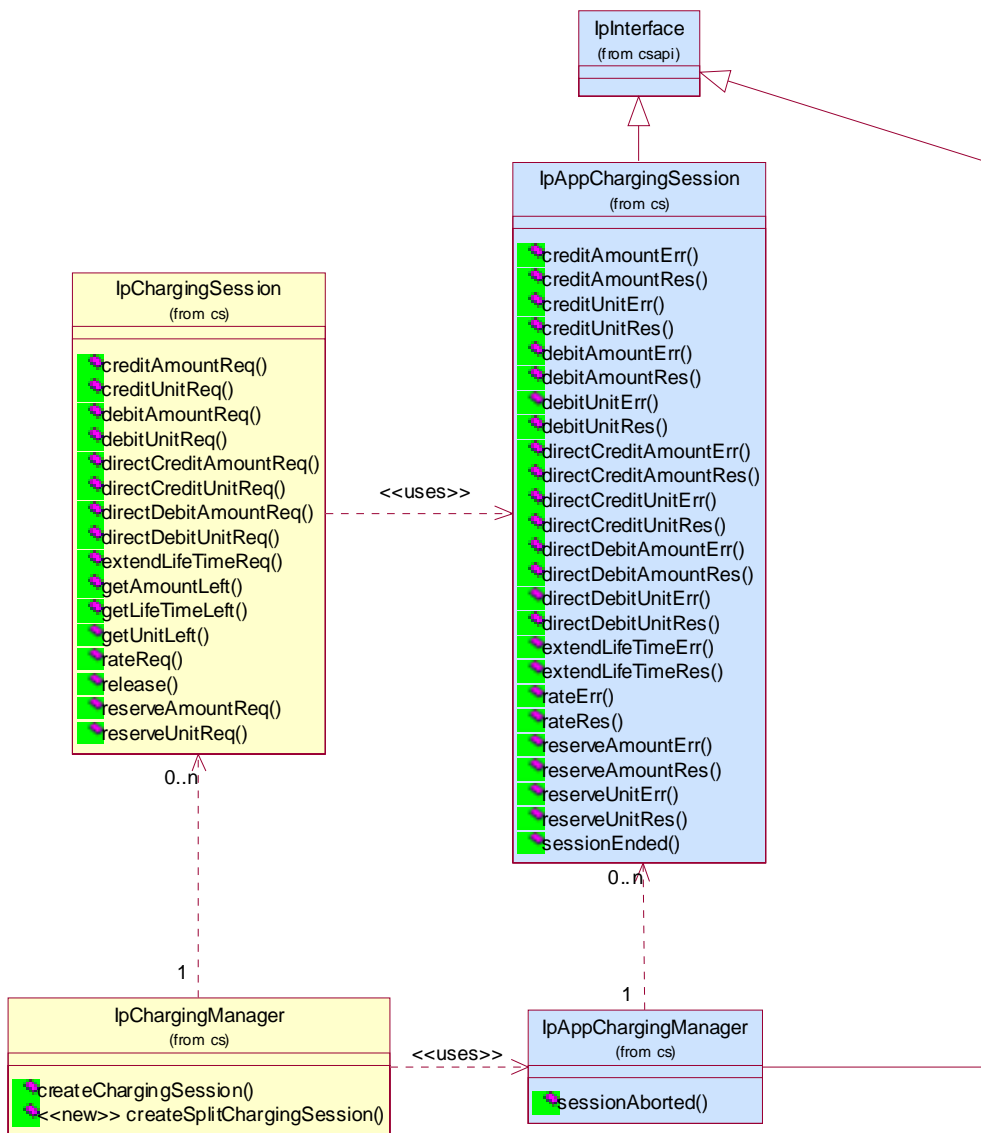 IpInterface
(from csapi)
IpAppChargingSession
(from cs)
creditAmountErr()
creditAmountRes()
creditUnitErr()
creditUnitRes()
debitAmountErr()
debitAmountRes()
debitUnitErr()
debitUnitRes()
directCreditAmountErr()
directCreditAmountRes()
directCreditUnitErr()
directCreditUnitRes()
directDebitAmountErr()
directDebitAmountRes()
directDebitUnitErr()
directDebitUnitRes()
extendLifeTimeErr()
extendLifeTimeRes()
rateErr()
rateRes()
reserveAmountErr()
reserveAmountRes()
reserveUnitErr()
reserveUnitRes()
sessionEnded()
IpChargingSession
(from cs)
creditAmountReq()
creditUnitReq()
debitAmountReq()
debitUnitReq()
directCreditAmountReq()
directCreditUnitReq()
directDebitAmountReq()
directDebitUnitReq()
extendLifeTimeReq()
getAmountLeft()
getLifeTimeLeft()
getUnitLeft()
rateReq()
release()
reserveAmountReq()
reserveUnitReq()
<<uses>>
0..n
0..n
1
1
IpChargingManager
(from cs)
createChargingSession()
<<new>> createSplitChargingSession()
<<uses>>
IpAppChargingManager
(from cs)
sessionAborted()